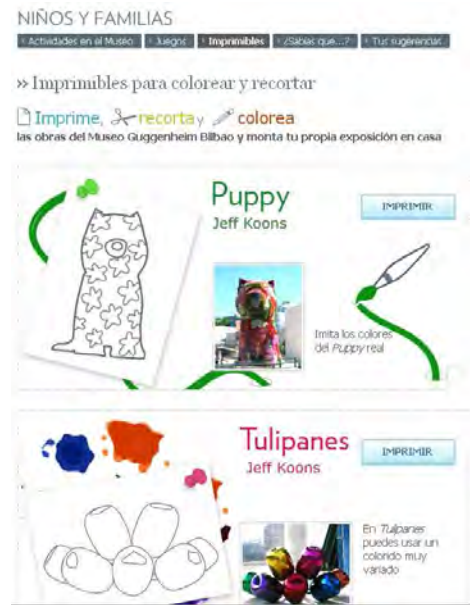 NIÑOS Y FAMILIAS
Actividades en el Museo Juegos Imprimibles ¿Sabías que...? Tus sugerencias
» Imprimibles para colorear y recortar
Imprime, recorta y colorea
las obras del Museo Guggenheim Bilbao y monta tu propia exposición en casa
Puppy
Jeff Koons
IMPRIMIR
Imita los colores
del Puppy real
Tulipanes
Jeff Koons
IMPRIMIR
En Tulipanes
puedes usar un
colorido muy
variado